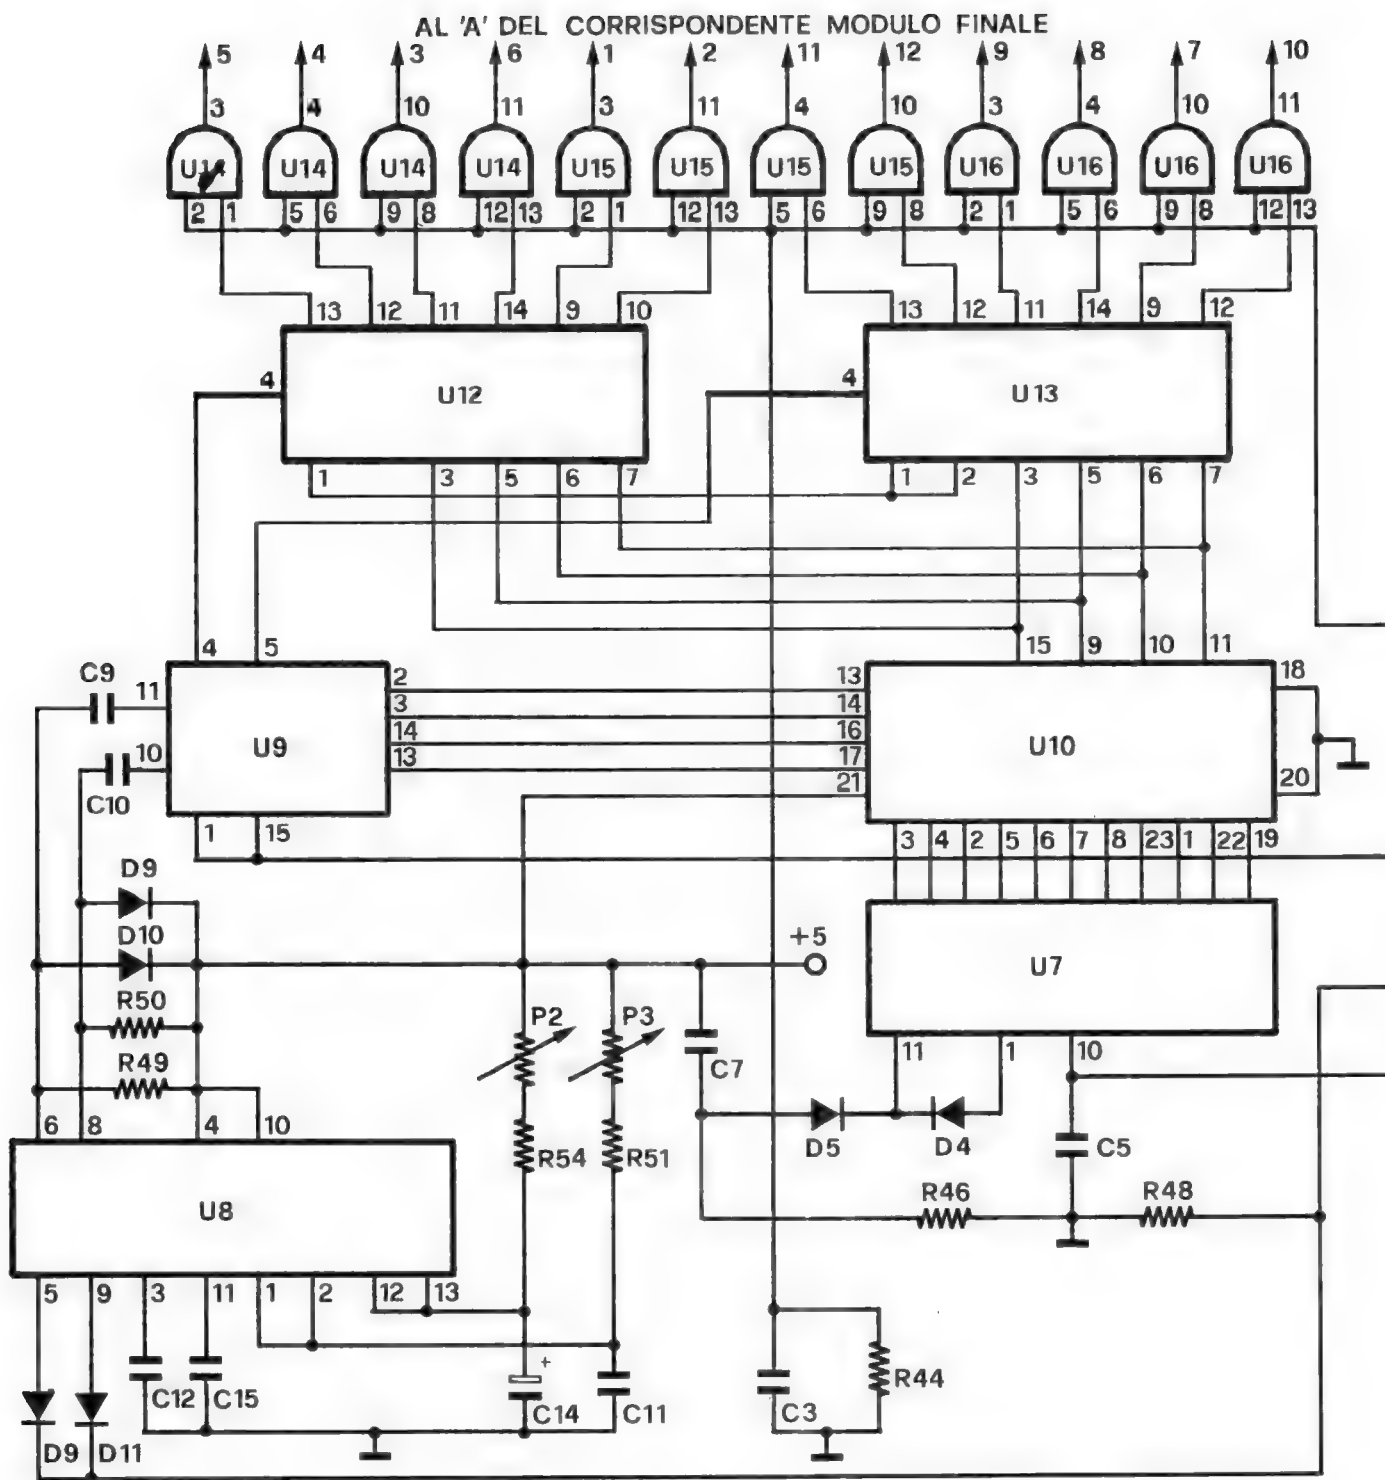 AL 'A' DEL CORRISPONDENTE MODULO FINALE
5 4 3 6 1 2 11 12 9 8 7 10
3 4 10 11 3 11 4 10 3 4 10 11
U14 U14 U14 U14 U15 U15 U15 U15 U16 U16 U16 U16
2 1 5 6 9 8 12 13 2 1 12 13 5 6 9 8 2 1 5 6 9 8 12 13
13 12 11 14 9 10 13 12 11 14 9 12
4 U12 4 U13
1 3 5 6 7 1 2 3 5 6 7
4 5 15 9 10 11
C9 11 2 13 18
3 14
10 U9 14 16 U10
13 17
C10 21 20
1 15 3 4 2 5 6 7 8 23 1 22 19
D9
D10 +5 U7
R50 P2 P3
R49 C7 11 1 10
6 8 4 10
D5 D4 C5
R54 R51
R46 R48
U8
5 9 3 11 1 2 12 13
+
C12 C15 C14 C11 C3 R44
D9 D11